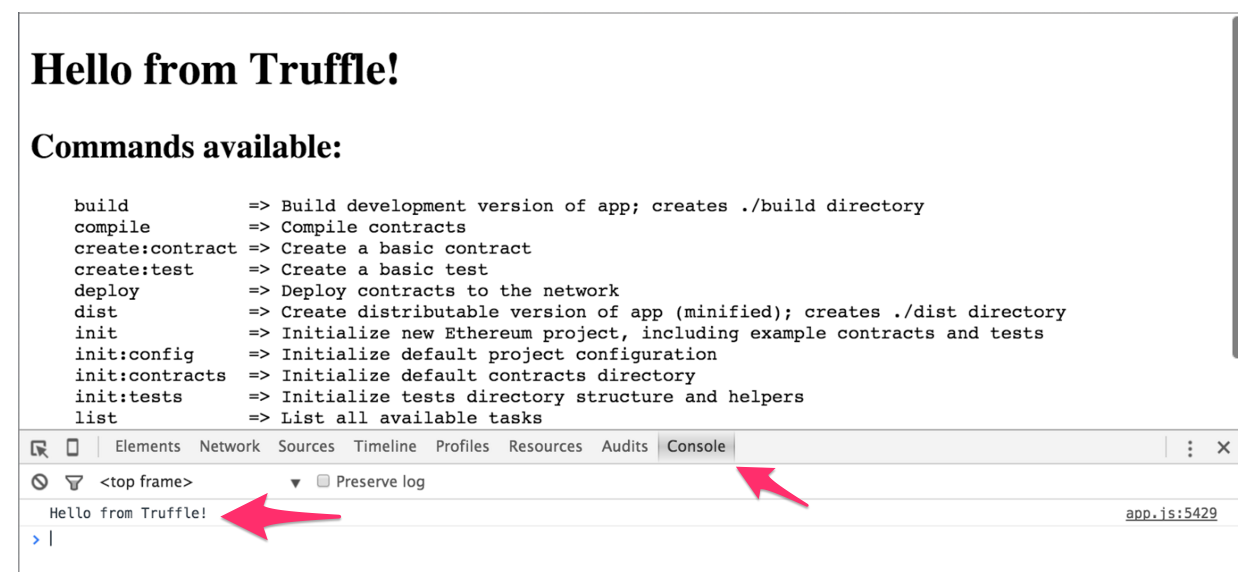 Hello from Truffle!
Commands available:
build => Build development version of app; creates ./build directory
compile => Compile contracts
create:contract => Create a basic contract
create:test => Create a basic test
deploy => Deploy contracts to the network
dist => Create distributable version of app (minified); creates ./dist directory
init => Initialize new Ethereum project, including example contracts and tests
init:config => Initialize default project configuration
init:contracts => Initialize default contracts directory
init:tests => Initialize tests directory structure and helpers
list => List all available tasks
Elements Network Sources Timeline Profiles Resources Audits Console
<top frame> ▼ Preserve log
Hello from Truffle! app.js:5429
>